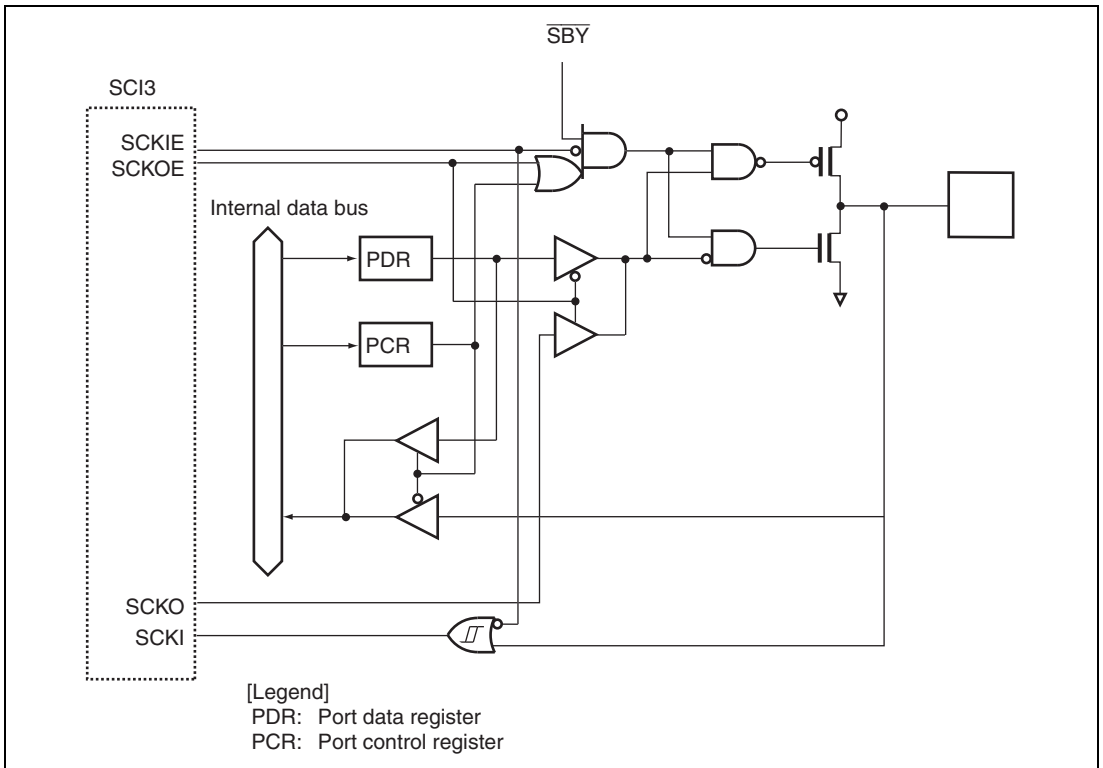 SBY
SCI3
SCKIE
SCKOE
Internal data bus
PDR
PCR
SCKO
SCKI
[Legend]
PDR: Port data register
PCR: Port control register